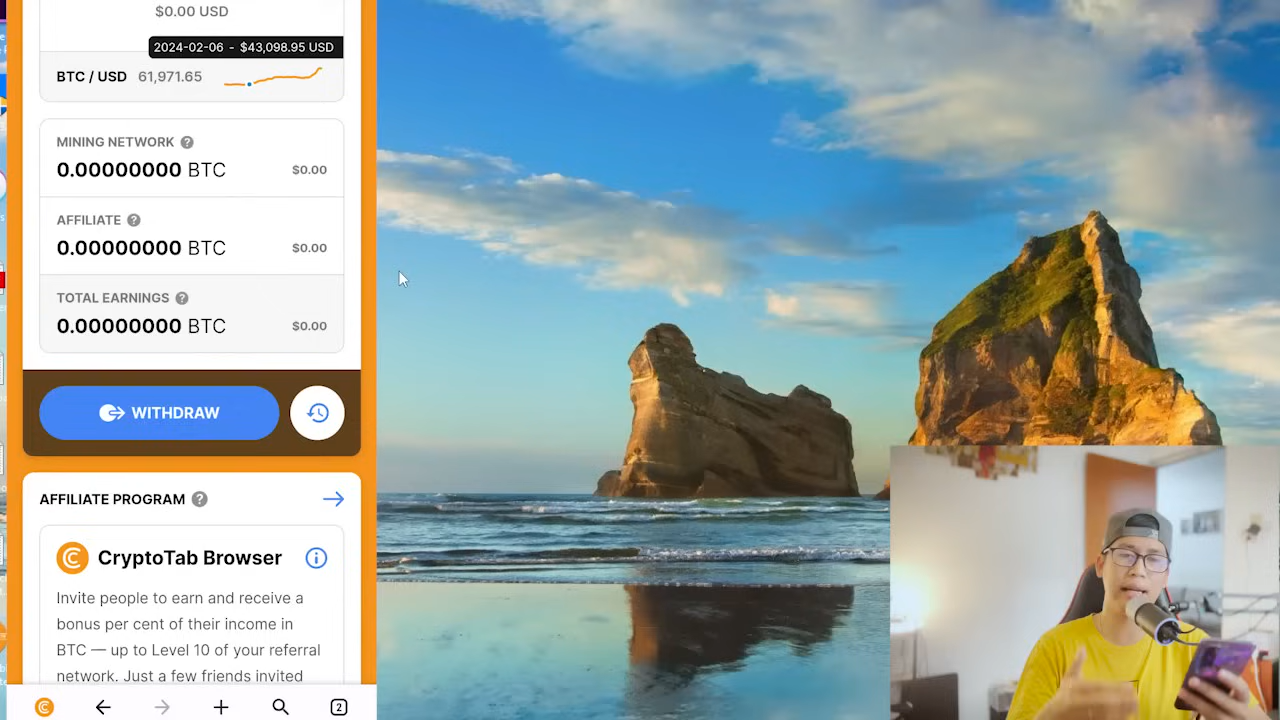 $0.00 USD
2024-02-06 - $43,098.95 USD
BTC / USD 61,971.65
MINING NETWORK ?
0.00000000 BTC $0.00
AFFILIATE ?
0.00000000 BTC $0.00
TOTAL EARNINGS ?
0.00000000 BTC $0.00
WITHDRAW
AFFILIATE PROGRAM ?
CryptoTab Browser
Invite people to earn and receive a
bonus per cent of their income in
BTC — up to Level 10 of your referral
network. Just a few friends invited
2